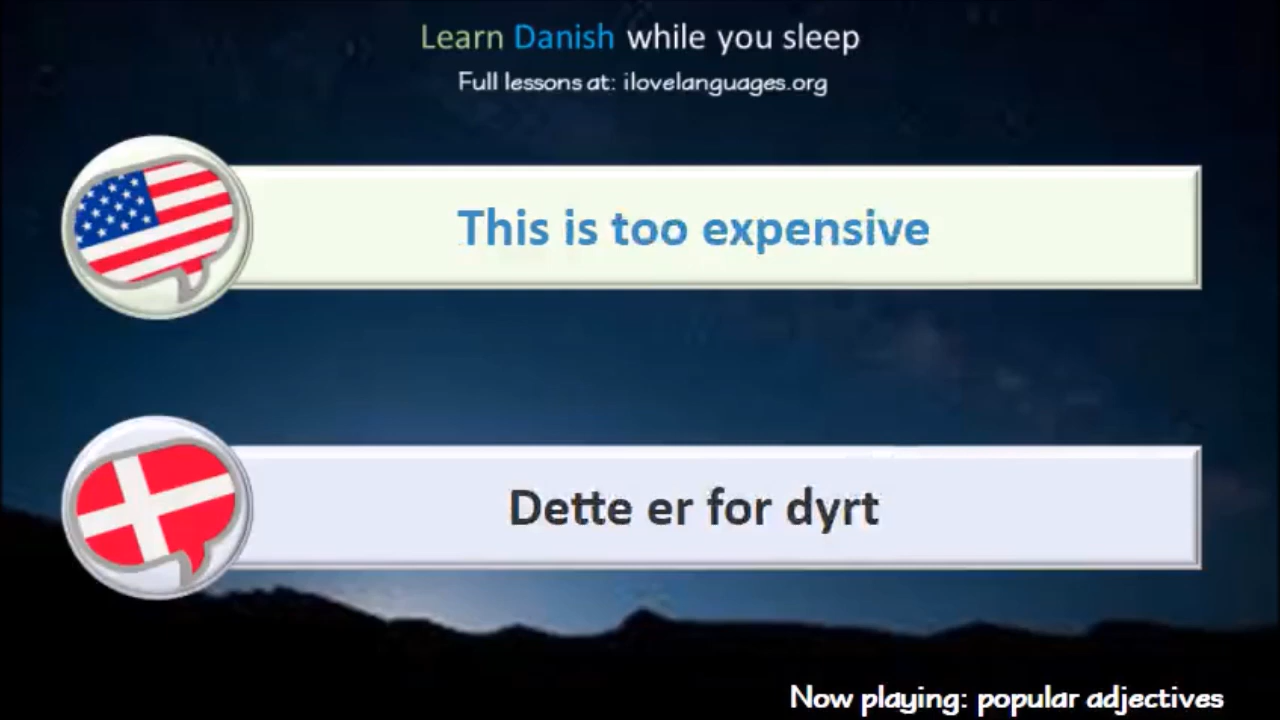 Learn Danish while you sleep
Full lessons at: ilovelanguages.org
This is too expensive
Dette er for dyrt
Now playing: popular adjectives